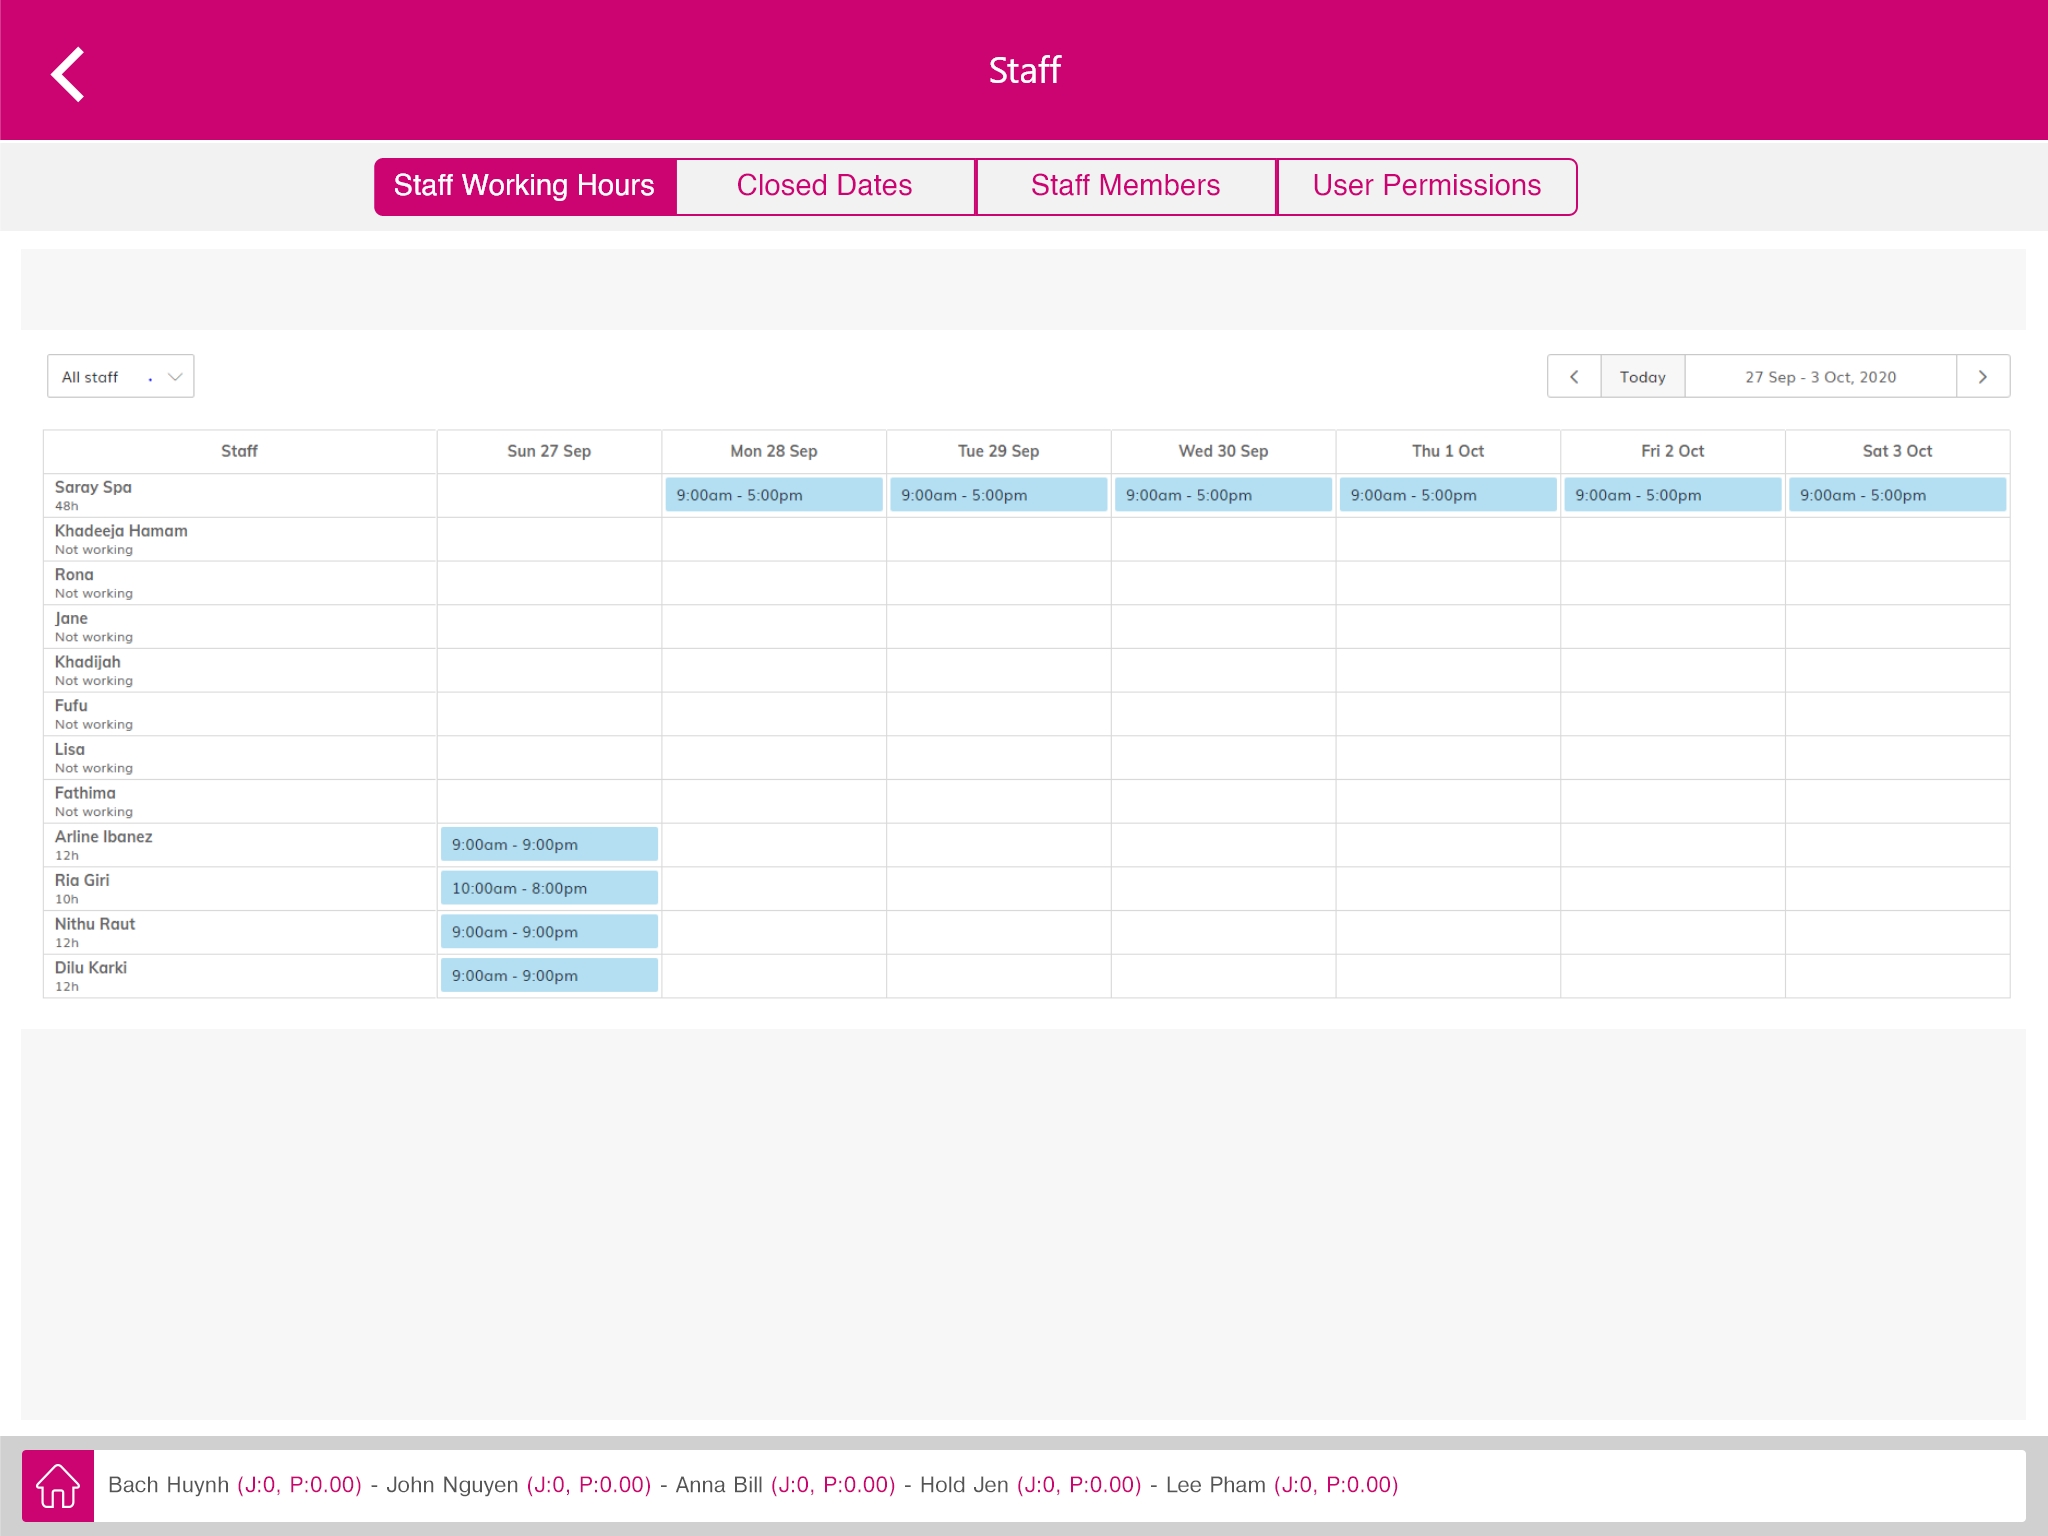 Staff
Staff Working Hours Closed Dates Staff Members User Permissions
All staff Today 27 Sep - 3 Oct, 2020
Staff Sun 27 Sep Mon 28 Sep Tue 29 Sep Wed 30 Sep Thu 1 Oct Fri 2 Oct Sat 3 Oct
Saray Spa
48h
9:00am - 5:00pm 9:00am - 5:00pm 9:00am - 5:00pm 9:00am - 5:00pm 9:00am - 5:00pm 9:00am - 5:00pm
Khadeeja Hamam
Not working
Rona
Not working
Jane
Not working
Khadijah
Not working
Fufu
Not working
Lisa
Not working
Fathima
Not working
Arline Ibanez
12h
9:00am - 9:00pm
Ria Giri
10h
10:00am - 8:00pm
Nithu Raut
12h
9:00am - 9:00pm
Dilu Karki
12h
9:00am - 9:00pm
Bach Huynh (J:0, P:0.00) - John Nguyen (J:0, P:0.00) - Anna Bill (J:0, P:0.00) - Hold Jen (J:0, P:0.00) - Lee Pham (J:0, P:0.00)